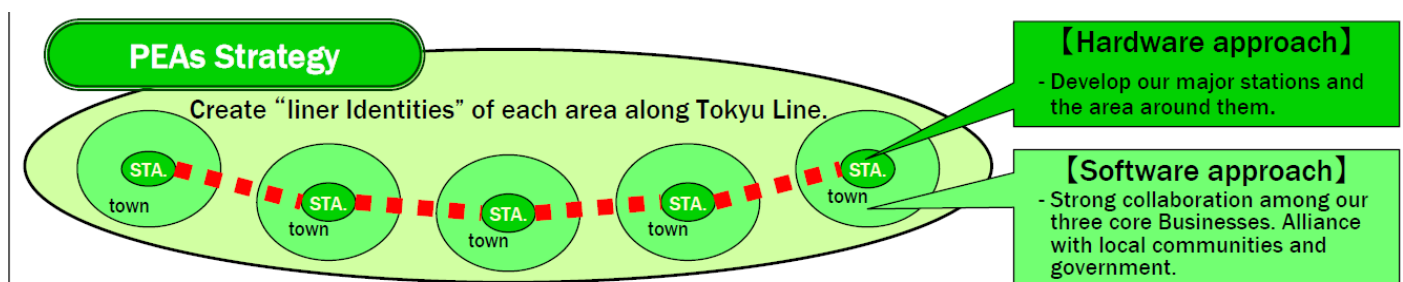 PEAs Strategy
Create “liner Identities” of each area along Tokyu Line.
STA.
town
STA.
town
STA.
town
STA.
town
STA.
town
【Hardware approach】
- Develop our major stations and
the area around them.
【Software approach】
- Strong collaboration among our
three core Businesses. Alliance
with local communities and
government.